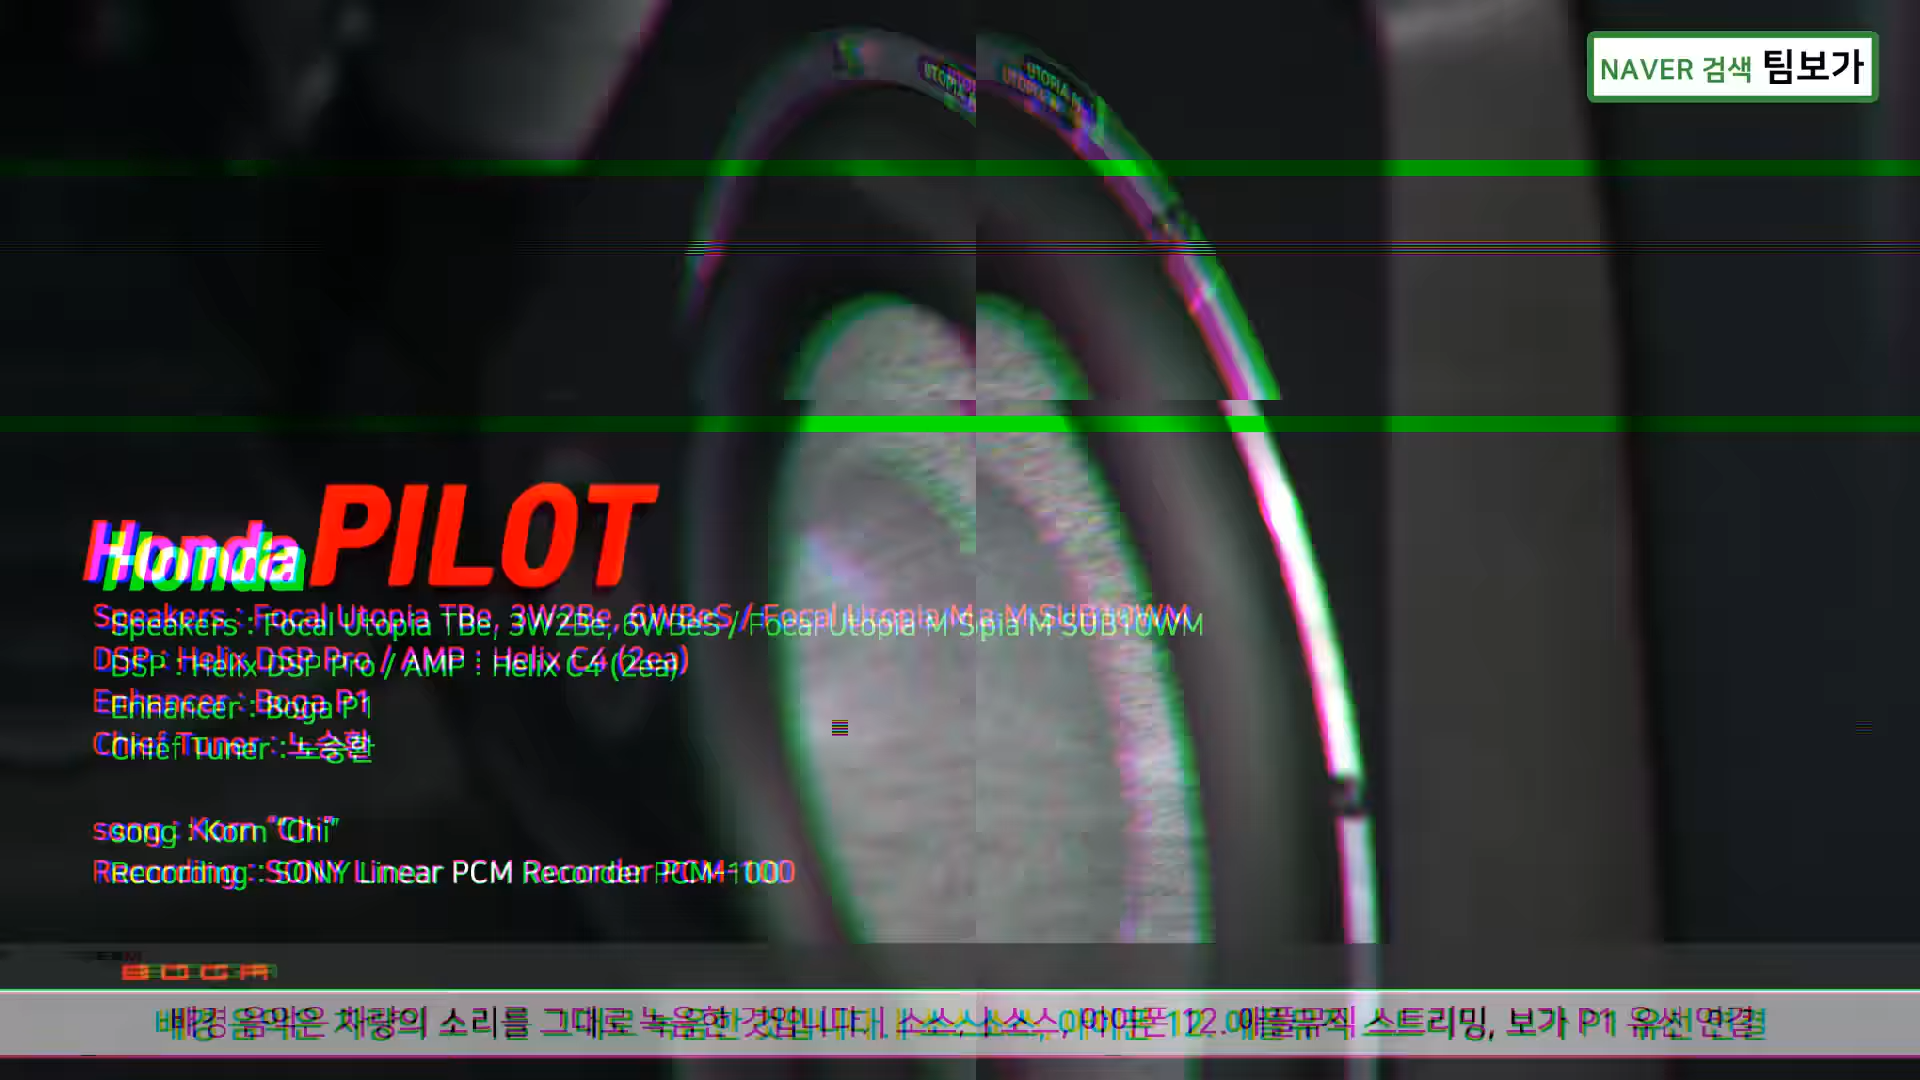 NAVER 검색 팀보가
UTOPIA M
Honda PILOT
Speakers : Focal Utopia TBe, 3W2Be, 6WBeS / Focal Utopia M SUB10WM
DSP : Helix DSP Pro / AMP : Helix C4 (2ea)
Enhancer : Boga P1
Chief Tuner : 노승환
song : Korn "Chi"
Recording : SONY Linear PCM Recorder PCM-100
BOGA
배경 음악은 차량의 소리를 그대로 녹음한 것입니다. 소스 아이폰12. 애플뮤직 스트리밍, 보가 P1 유선연결